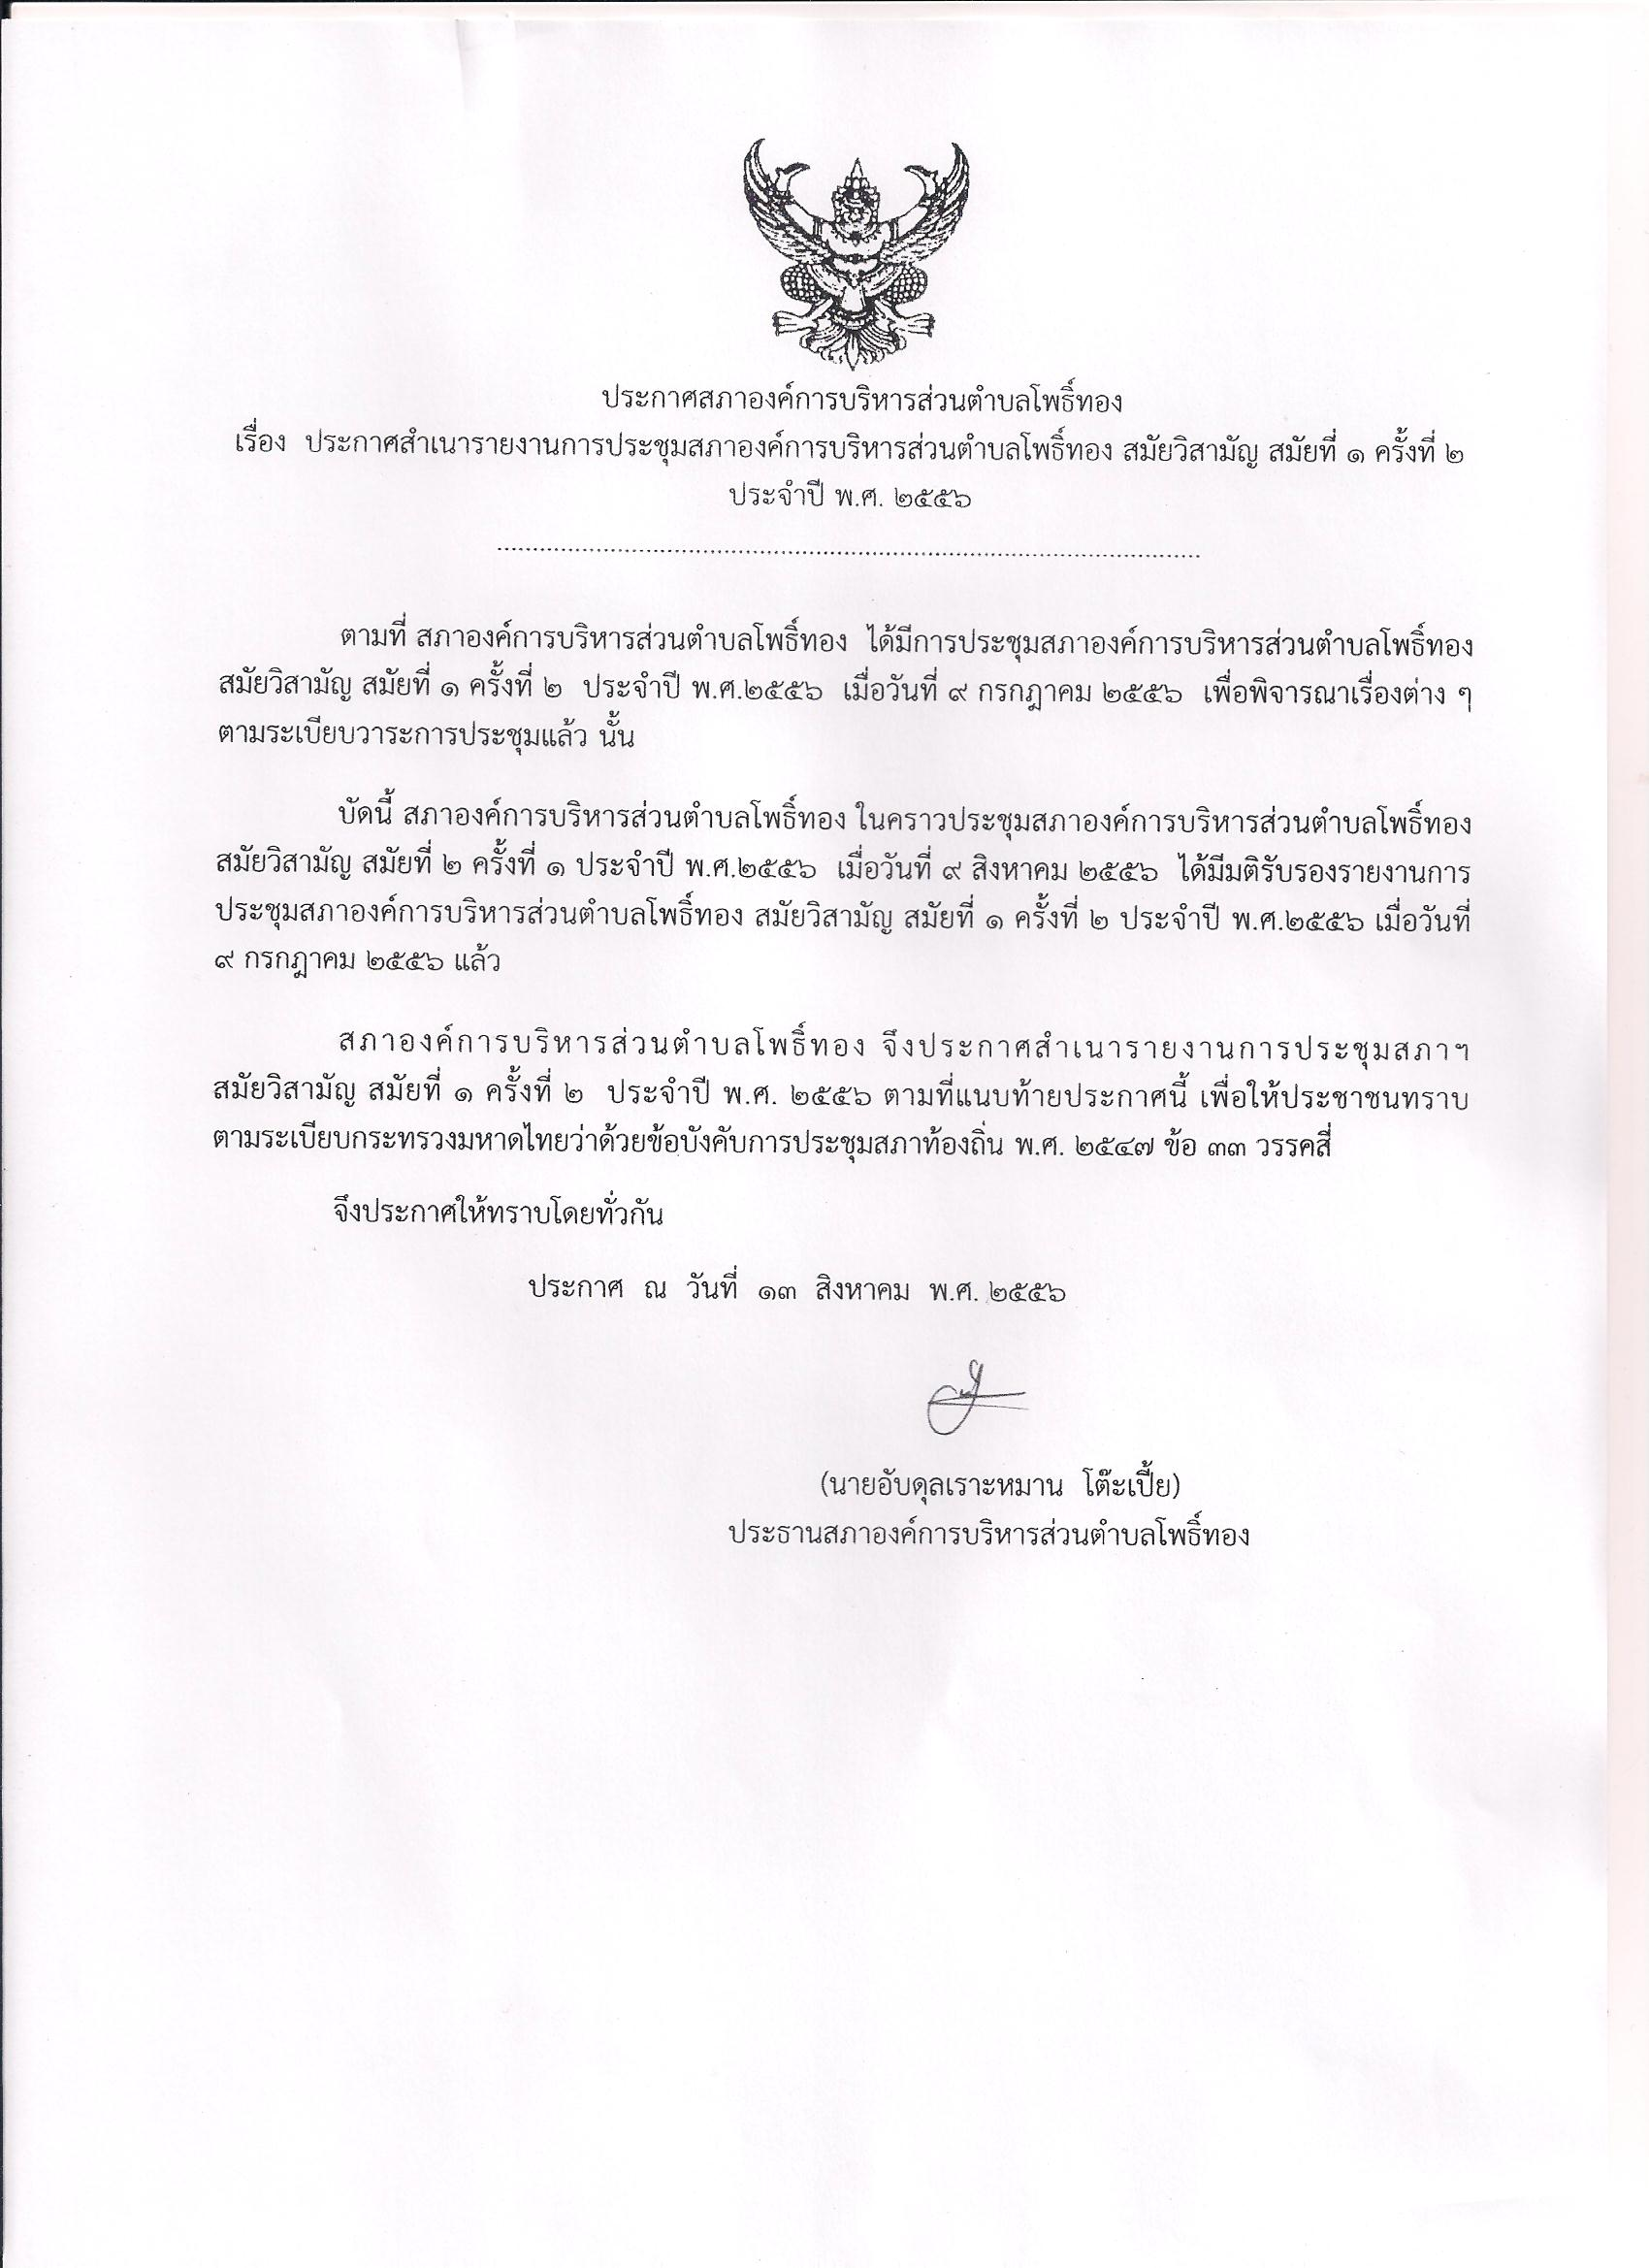 ประกาศสภาองค์การบริหารส่วนตำบลโพธิ์ทอง
เรื่อง ประกาศสำเนารายงานการประชุมสภาองค์การบริหารส่วนตำบลโพธิ์ทอง สมัยวิสามัญ สมัยที่ ๑ ครั้งที่ ๒
ประจำปี พ.ศ. ๒๕๕๖
ตามที่ สภาองค์การบริหารส่วนตำบลโพธิ์ทอง ได้มีการประชุมสภาองค์การบริหารส่วนตำบลโพธิ์ทอง
สมัยวิสามัญ สมัยที่ ๑ ครั้งที่ ๒ ประจำปี พ.ศ.๒๕๕๖ เมื่อวันที่ ๙ กรกฎาคม ๒๕๕๖ เพื่อพิจารณาเรื่องต่าง ๆ
ตามระเบียบวาระการประชุมแล้ว นั้น
บัดนี้ สภาองค์การบริหารส่วนตำบลโพธิ์ทอง ในคราวประชุมสภาองค์การบริหารส่วนตำบลโพธิ์ทอง
สมัยวิสามัญ สมัยที่ ๒ ครั้งที่ ๑ ประจำปี พ.ศ.๒๕๕๖ เมื่อวันที่ ๙ สิงหาคม ๒๕๕๖ ได้มีมติรับรองรายงานการ
ประชุมสภาองค์การบริหารส่วนตำบลโพธิ์ทอง สมัยวิสามัญ สมัยที่ ๑ ครั้งที่ ๒ ประจำปี พ.ศ.๒๕๕๖ เมื่อวันที่
๙ กรกฎาคม ๒๕๕๖ แล้ว
สภาองค์การบริหารส่วนตำบลโพธิ์ทอง จึงประกาศสำเนารายงานการประชุมสภาฯ
สมัยวิสามัญ สมัยที่ ๑ ครั้งที่ ๒ ประจำปี พ.ศ. ๒๕๕๖ ตามที่แนบท้ายประกาศนี้ เพื่อให้ประชาชนทราบ
ตามระเบียบกระทรวงมหาดไทยว่าด้วยข้อบังคับการประชุมสภาท้องถิ่น พ.ศ. ๒๕๔๗ ข้อ ๓๓ วรรคสี่
จึงประกาศให้ทราบโดยทั่วกัน
ประกาศ ณ วันที่ ๑๓ สิงหาคม พ.ศ. ๒๕๕๖
(นายอับดุลเราะหมาน โต๊ะเปี้ย)
ประธานสภาองค์การบริหารส่วนตำบลโพธิ์ทอง